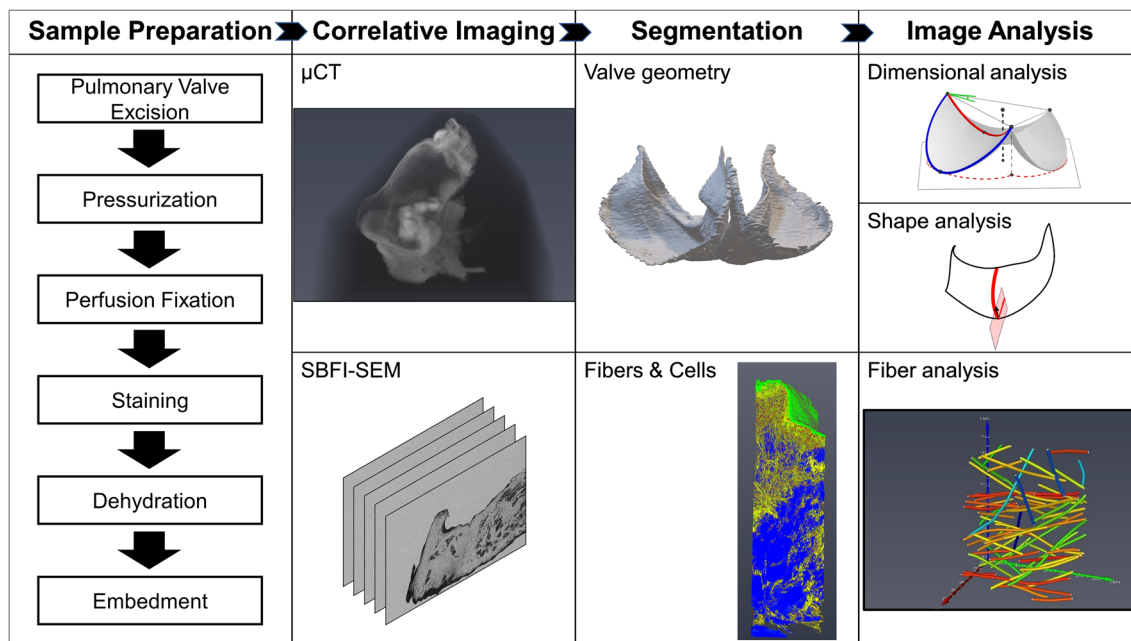 Sample Preparation
Correlative Imaging
Segmentation
Image Analysis
Pulmonary Valve
Excision
Pressurization
Perfusion Fixation
Staining
Dehydration
Embedment
µCT
SBFI-SEM
Valve geometry
Fibers & Cells
Dimensional analysis
Shape analysis
Fiber analysis